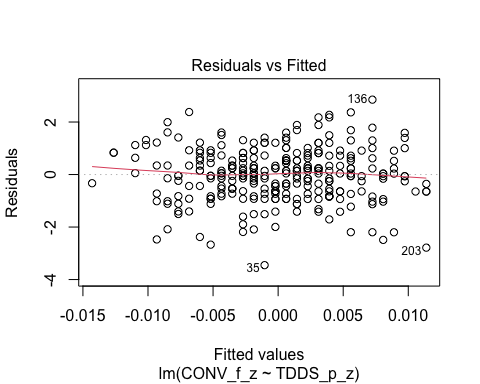 Residuals vs Fitted
136
2
0
-2
-4
Residuals
203
35
-0.015 -0.010 -0.005 0.000 0.005 0.010
Fitted values
lm(CONV_f_z ~ TDDS_p_z)